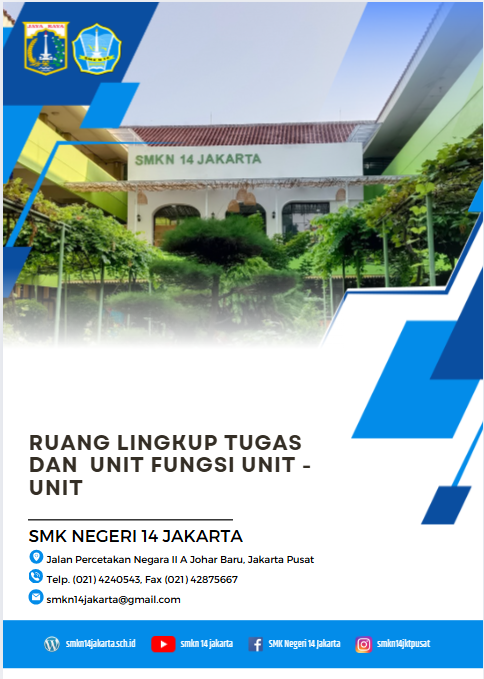 JAYA RAYA
SMKN 14 JAKARTA
RUANG LINGKUP TUGAS
DAN UNIT FUNGSI UNIT -
UNIT
SMK NEGERI 14 JAKARTA
Jalan Percetakan Negara II A Johar Baru, Jakarta Pusat
Telp. (021) 4240543, Fax (021) 42875667
smkn14jakarta@gmail.com
smkn14jakarta.sch.id
smkn 14 jakarta
SMK Negeri 14 Jakarta
smkn14jktpusat